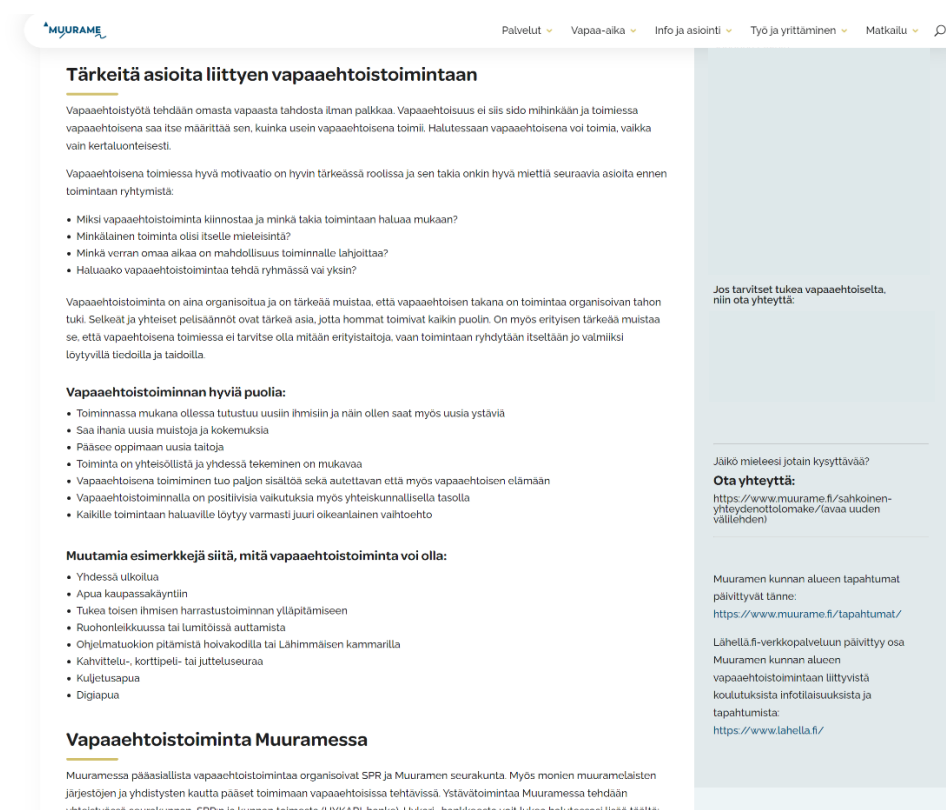 MUURAME
Palvelut
Vapaa-aika
Info ja asiointi
Työ ja yrittäminen
Matkailu
Tärkeitä asioita liittyen vapaaehtoistoimintaan
Vapaaehtoistyötä tehdään omasta vapaasta tahdosta ilman palkkaa. Vapaaehtoisuus ei siis sido mihinkään ja toimiessa
vapaaehtoisena saa itse määrittää sen, kuinka usein vapaaehtoisena toimii. Halutessaan vapaaehtoisena voi toimia, vaikka
vain kertaluonteisesti.
Vapaaehtoisena toimiessa hyvä motivaatio on hyvin tärkeässä roolissa ja sen takia onkin hyvä miettiä seuraavia asioita ennen
toimintaan ryhtymistä:
• Miksi vapaaehtoistoiminta kiinnostaa ja minkä takia toimintaan haluaa mukaan?
• Minkälainen toiminta olisi itselle mieleisintä?
• Minkä verran omaa aikaa on mahdollisuus toiminnalle lahjoittaa?
• Haluaako vapaaehtoistoimintaa tehdä ryhmässä vai yksin?
Vapaaehtoistoiminta on aina organisoitua ja on tärkeää muistaa, että vapaaehtoisen takana on toimintaa organisoivan tahon
tuki. Selkeät ja yhteiset pelisäännöt ovat tärkeä asia, jotta hommat toimivat kaikin puolin. On myös erityisen tärkeää muistaa
se, että vapaaehtoisena toimiessa ei tarvitse olla mitään erityistaitoja, vaan toimintaan ryhdytään itseltään jo valmiiksi
löytyvillä tiedoilla ja taidoilla.
Vapaaehtoistoiminnan hyviä puolia:
• Toiminnassa mukana ollessa tutustuu uusiin ihmisiin ja näin ollen saat myös uusia ystäviä
• Saa ihania uusia muistoja ja kokemuksia
• Pääsee oppimaan uusia taitoja
• Toiminta on yhteisöllistä ja yhdessä tekeminen on mukavaa
• Vapaaehtoisena toimiminen tuo paljon sisältöä sekä autettavan että myös vapaaehtoisen elämään
• Vapaaehtoistoiminnalla on positiivisia vaikutuksia myös yhteiskunnallisella tasolla
• Kaikille toimintaan haluaville löytyy varmasti juuri oikeanlainen vaihtoehto
Muutamia esimerkkejä siitä, mitä vapaaehtoistoiminta voi olla:
• Yhdessä ulkoilua
• Apua kaupassakäyntiin
• Tukea toisen ihmisen harrastustoiminnan ylläpitämiseen
• Ruohonleikkuussa tai lumitöissä auttamista
• Ohjelmatuokion pitämistä hoivakodilla tai Lähimmäisen kammarilla
• Kahvittelu-, korttipeli- tai jutteluseuraa
• Kuljetusapua
• Digiapua
Vapaaehtoistoiminta Muuramessa
Muuramessa pääasiallista vapaaehtoistoimintaa organisoivat SPR ja Muuramen seurakunta. Myös monien muuramelaisten
järjestöjen ja yhdistysten kautta pääset toimimaan vapaaehtoisissa tehtävissä. Ystävätoimintaa Muuramessa tehdään
Jos tarvitset tukea vapaaehtoiselta,
niin ota yhteyttä:
Jäikö mieleesi jotain kysyttävää?
Ota yhteyttä:
https://www.muurame.fi/sahkoinen-
yhteydenottolomake/(avaa uuden
välilehden)
Muuramen kunnan alueen tapahtumat
päivittyvät tänne:
https://www.muurame.fi/tapahtumat/
Lähellä.fi-verkkopalveluun päivittyy osa
Muuramen kunnan alueen
vapaaehtoistoimintaan liittyvistä
koulutuksista infotilaisuuksista ja
tapahtumista:
https://www.lahella.fi/